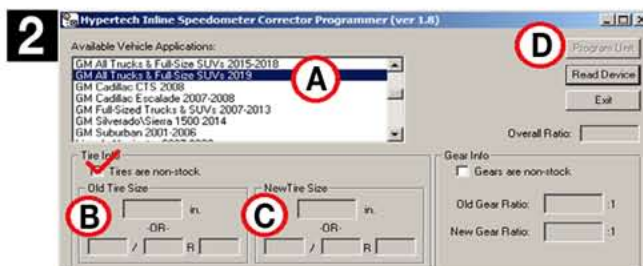 2
Hypertech Inline Speedometer Corrector Programmer (ver 1.8)
Available Vehicle Applications:
GM All Trucks & Full-Size SUVs 2015-2018
GM All Trucks & Full-Size SUVs 2019
GM Cadillac CTS 2008
GM Cadillac Escalade 2007-2008
GM Full-Sized Trucks & SUVs 2007-2013
GM Silverado\Sierra 1500 2014
GM Suburban 2001-2006
A
D
Program Unit
Read Device
Exit
Overall Ratio:
Tire Info
Tires are non-stock
Old Tire Size
B
in.
-OR-
/ R
NewTire Size
C
in.
-OR-
/ R
Gear Info
Gears are non-stock
Old Gear Ratio: :1
New Gear Ratio: :1